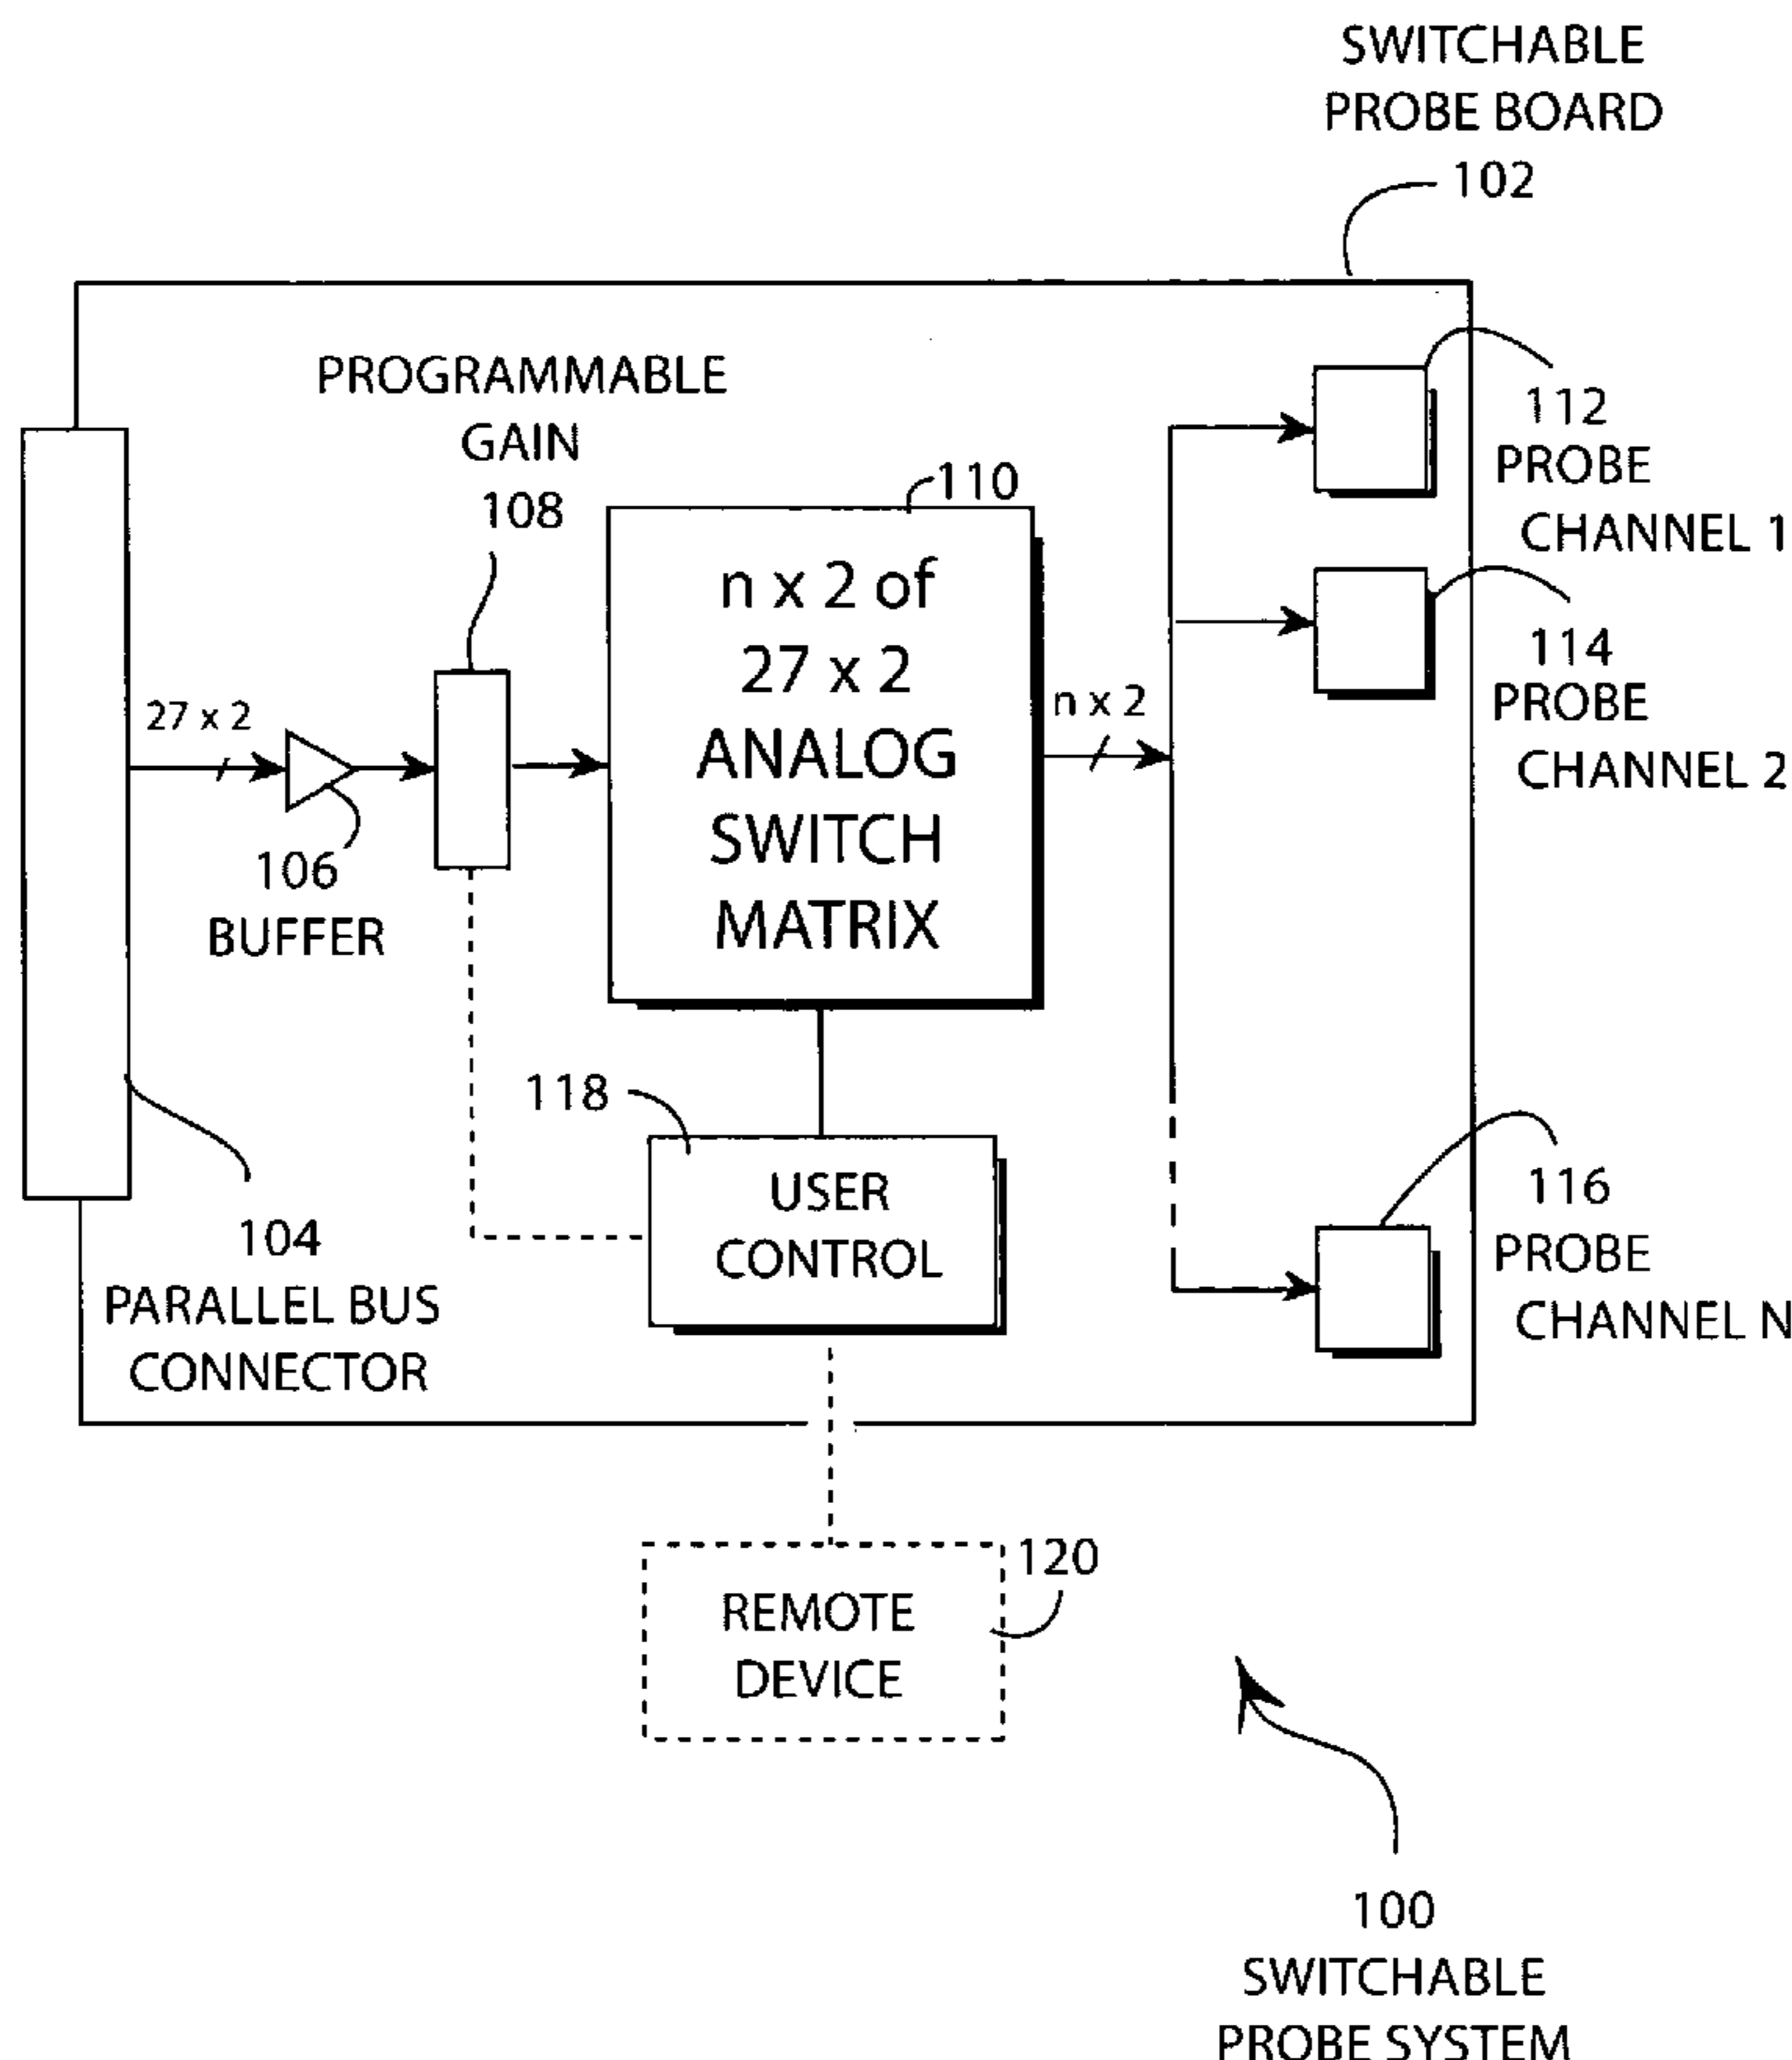 SWITCHABLE
PROBE BOARD
102
PROGRAMMABLE
GAIN
108
110
n x 2 of
27 x 2
ANALOG
SWITCH
MATRIX
112
PROBE
CHANNEL 1
114
PROBE
CHANNEL 2
27 x 2
n x 2
106
BUFFER
118
USER
CONTROL
104
PARALLEL BUS
CONNECTOR
116
PROBE
CHANNEL N
120
REMOTE
DEVICE
100
SWITCHABLE
PROBE SYSTEM